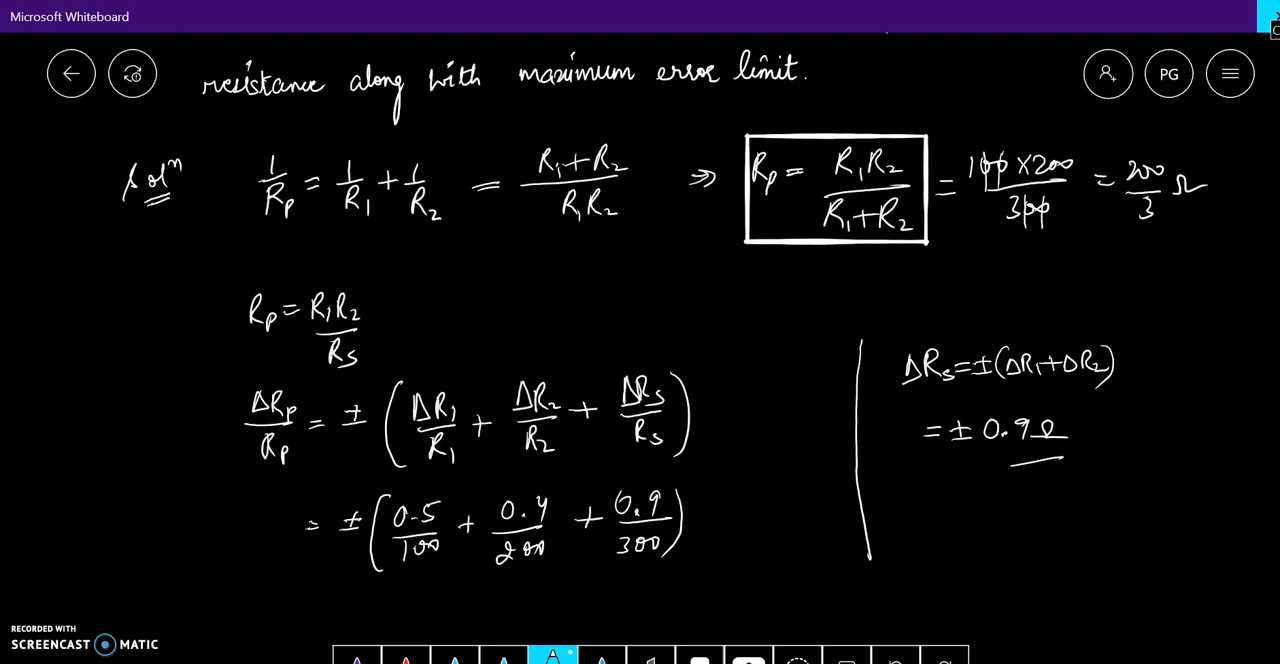 Microsoft Whiteboard
PG
resistance along with maximum error limit.
Solⁿ 1/Rp = 1/R₁ + 1/R₂ = (R₁+R₂)/(R₁R₂) ⇒ Rp = R₁R₂/(R₁+R₂) = (100×200)/300 = 200/3 Ω
Rp = R₁R₂/Rs
ΔRp/Rp = ± (ΔR₁/R₁ + ΔR₂/R₂ + ΔRs/Rs)
= ± (0.5/100 + 0.4/200 + 0.9/300)
ΔRs = ±(ΔR₁+ΔR₂)
= ± 0.9 Ω
RECORDED WITH
SCREENCAST MATIC